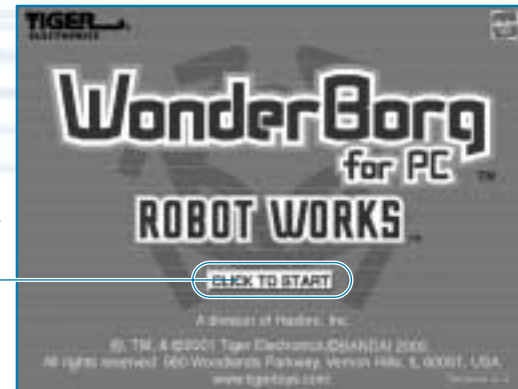 TIGER
ELECTRONICS
WonderBorg
for PC ™
ROBOT WORKS ™
CLICK TO START
A division of Hasbro, Inc.
®, TM, & ©2001 Tiger Electronics. ©BANDAI 2000
All rights reserved. 980 Woodlands Parkway, Vernon Hills, IL 60061, USA.
www.tigertoys.com